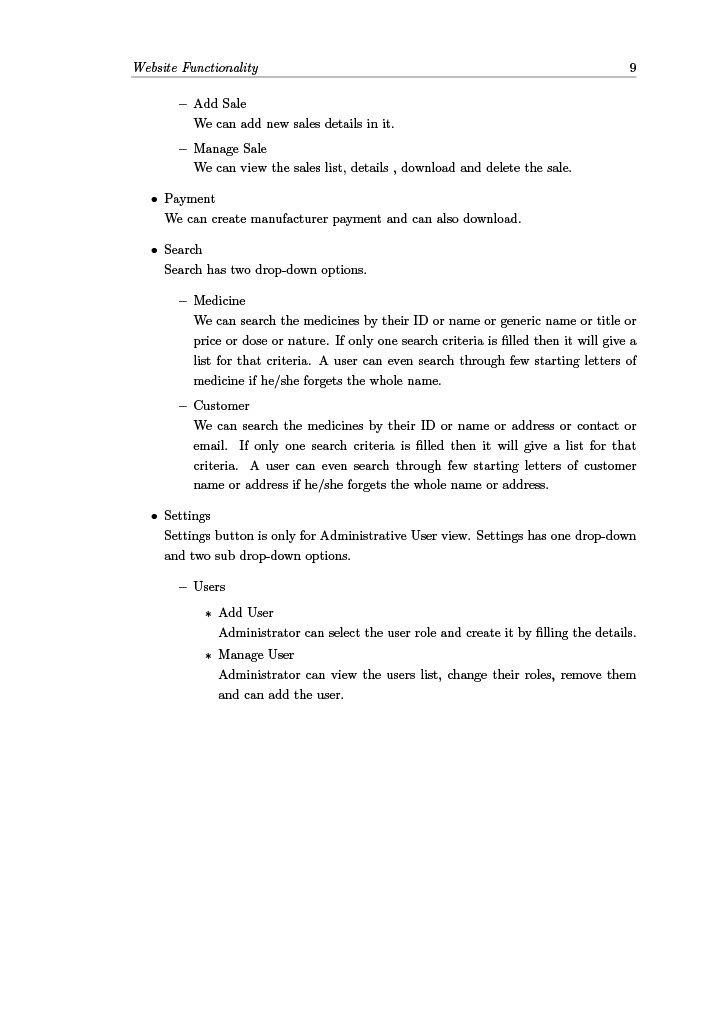 Website Functionality 9
– Add Sale
We can add new sales details in it.
– Manage Sale
We can view the sales list, details , download and delete the sale.
• Payment
We can create manufacturer payment and can also download.
• Search
Search has two drop-down options.
– Medicine
We can search the medicines by their ID or name or generic name or title or
price or dose or nature. If only one search criteria is filled then it will give a
list for that criteria. A user can even search through few starting letters of
medicine if he/she forgets the whole name.
– Customer
We can search the medicines by their ID or name or address or contact or
email. If only one search criteria is filled then it will give a list for that
criteria. A user can even search through few starting letters of customer
name or address if he/she forgets the whole name or address.
• Settings
Settings button is only for Administrative User view. Settings has one drop-down
and two sub drop-down options.
– Users
∗ Add User
Administrator can select the user role and create it by filling the details.
∗ Manage User
Administrator can view the users list, change their roles, remove them
and can add the user.